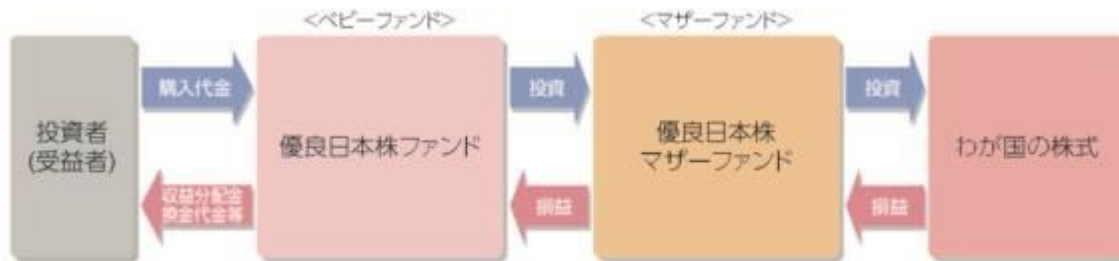 <ベビーファンド>
<マザーファンド>
購入代金
投資
投資
投資者
(受益者)
優良日本株ファンド
優良日本株
マザーファンド
わが国の株式
収益分配金
換金代金等
損益
損益